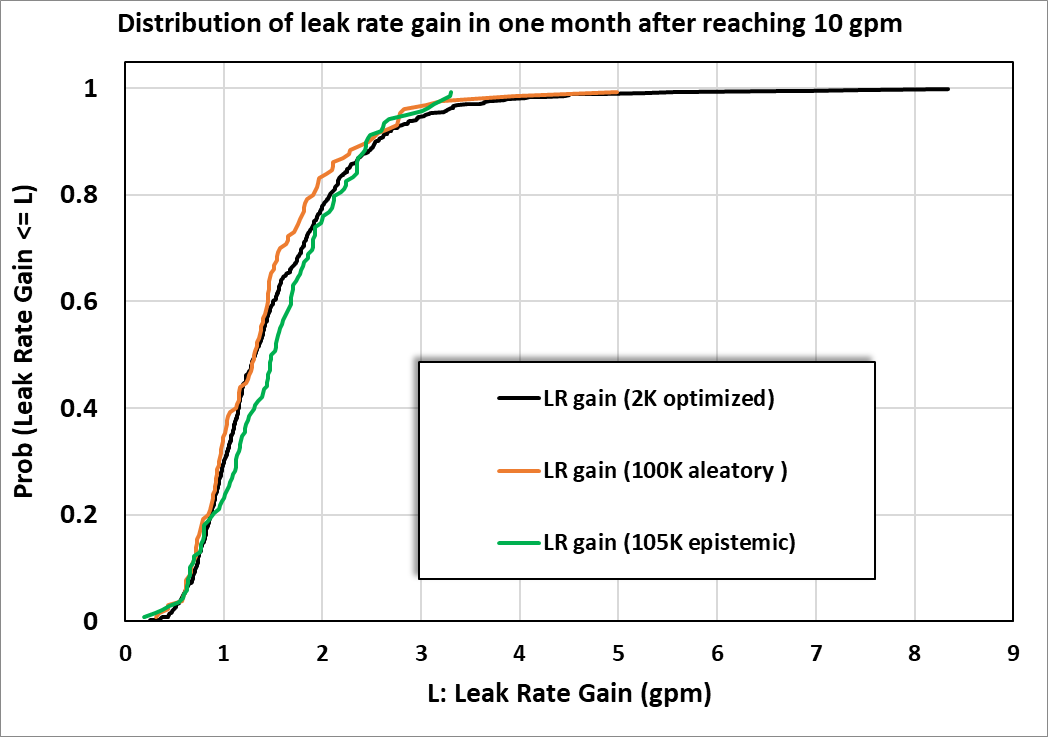 Distribution of leak rate gain in one month after reaching 10 gpm
1
0.8
0.6
0.4
0.2
0
Prob (Leak Rate Gain <= L)
LR gain (2K optimized)
LR gain (100K aleatory )
LR gain (105K epistemic)
0 1 2 3 4 5 6 7 8 9
L: Leak Rate Gain (gpm)